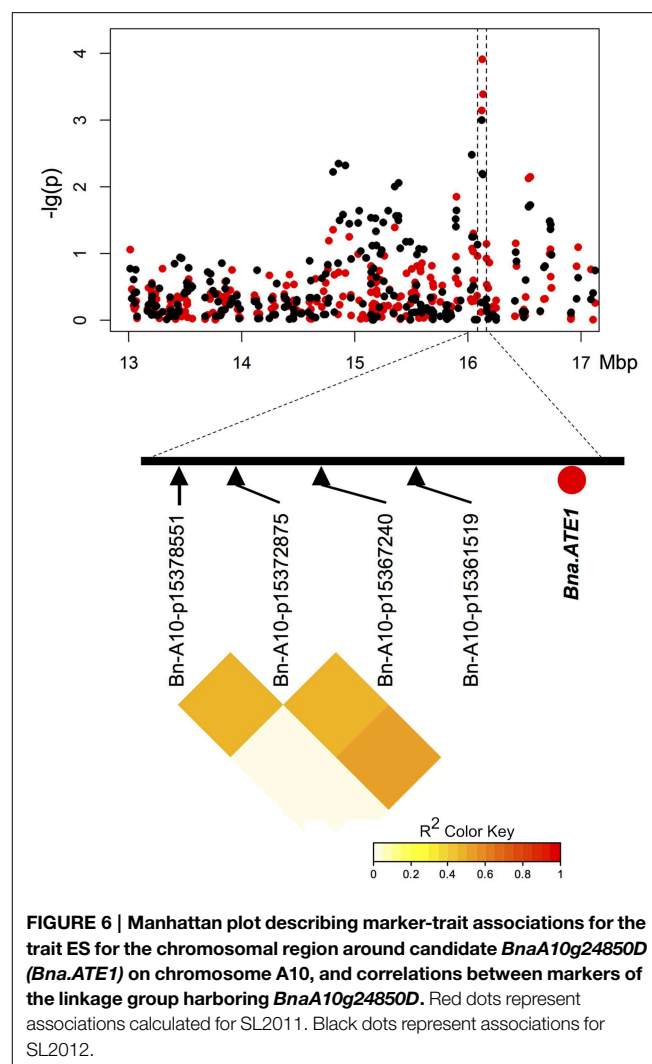 4
3
2
1
0
-lg(p)
13 14 15 16 17 Mbp
Bn-A10-p15378551
Bn-A10-p15372875
Bn-A10-p15367240
Bn-A10-p15361519
Bna.ATE1
R2 Color Key
0 0.2 0.4 0.6 0.8 1
FIGURE 6 | Manhattan plot describing marker-trait associations for the
trait ES for the chromosomal region around candidate BnaA10g24850D
(Bna.ATE1) on chromosome A10, and correlations between markers of
the linkage group harboring BnaA10g24850D. Red dots represent
associations calculated for SL2011. Black dots represent associations for
SL2012.